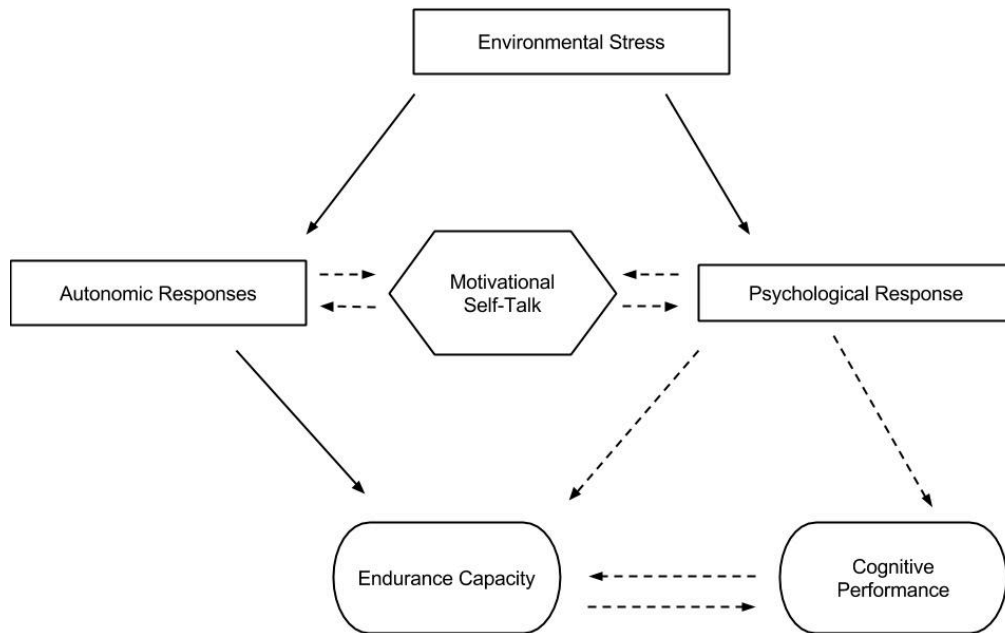 Environmental Stress
Autonomic Responses
Motivational
Self-Talk
Psychological Response
Endurance Capacity
Cognitive
Performance